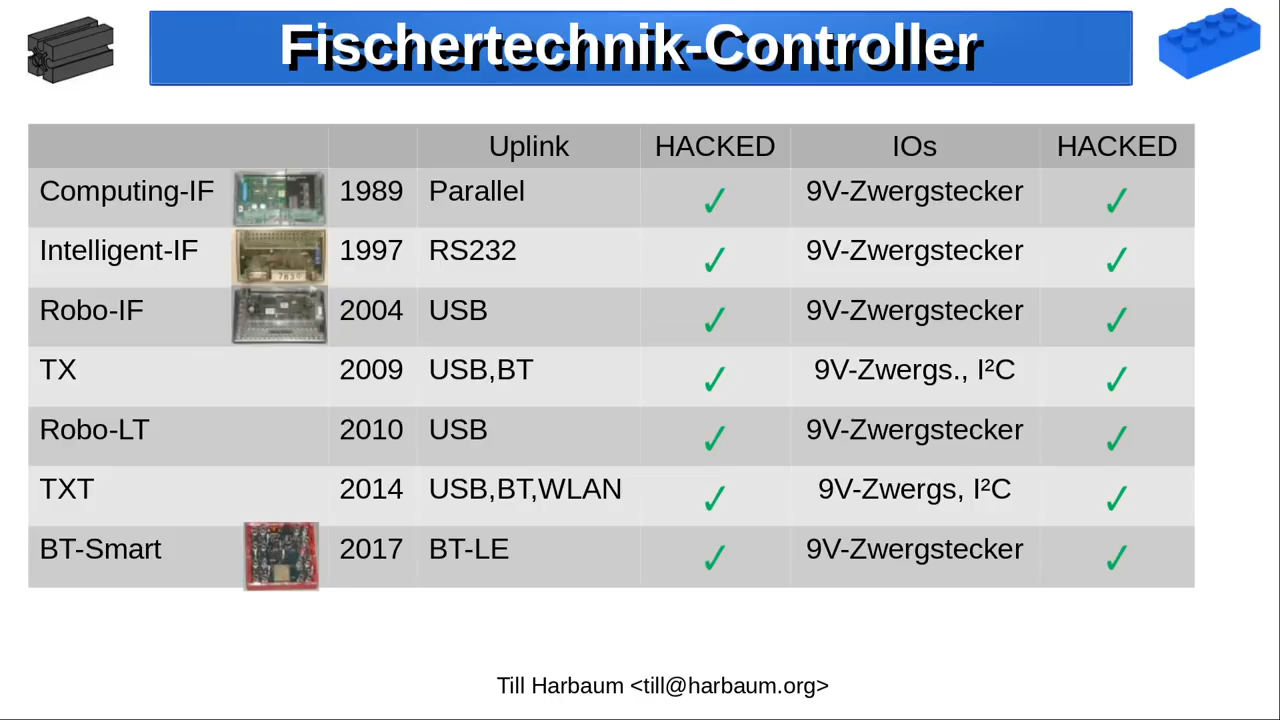 Fischertechnik-Controller
Uplink HACKED IOs HACKED
Computing-IF 1989 Parallel ✓ 9V-Zwergstecker ✓
Intelligent-IF 1997 RS232 ✓ 9V-Zwergstecker ✓
Robo-IF 2004 USB ✓ 9V-Zwergstecker ✓
TX 2009 USB,BT ✓ 9V-Zwergs., I²C ✓
Robo-LT 2010 USB ✓ 9V-Zwergstecker ✓
TXT 2014 USB,BT,WLAN ✓ 9V-Zwergs, I²C ✓
BT-Smart 2017 BT-LE ✓ 9V-Zwergstecker ✓
Till Harbaum <till@harbaum.org>